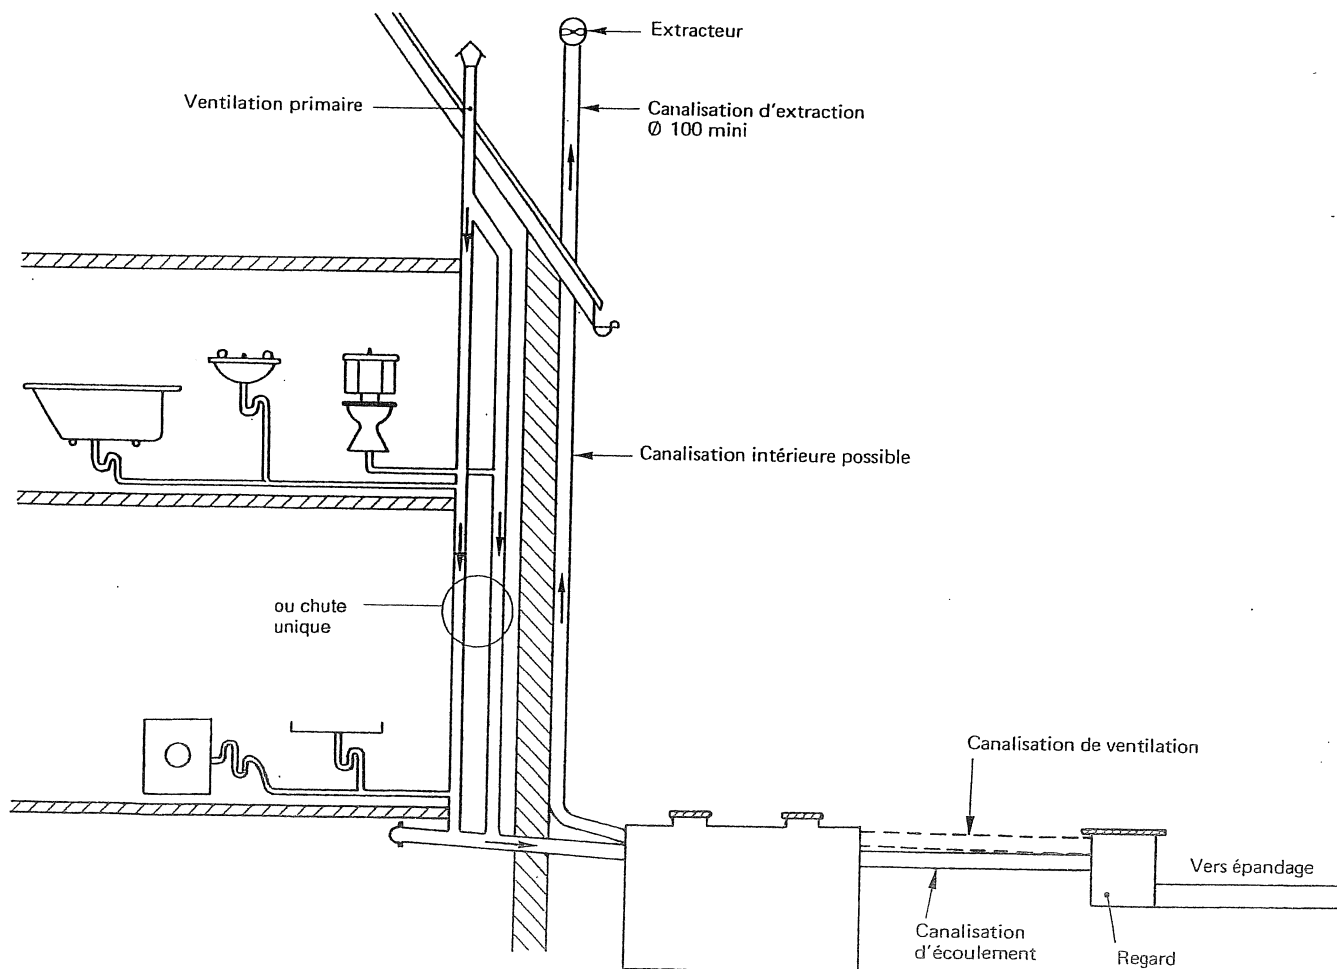 Extracteur
Ventilation primaire
Canalisation d'extraction
Ø 100 mini
Canalisation intérieure possible
ou chute
unique
Canalisation de ventilation
Vers épandage
Canalisation
d'écoulement
Regard